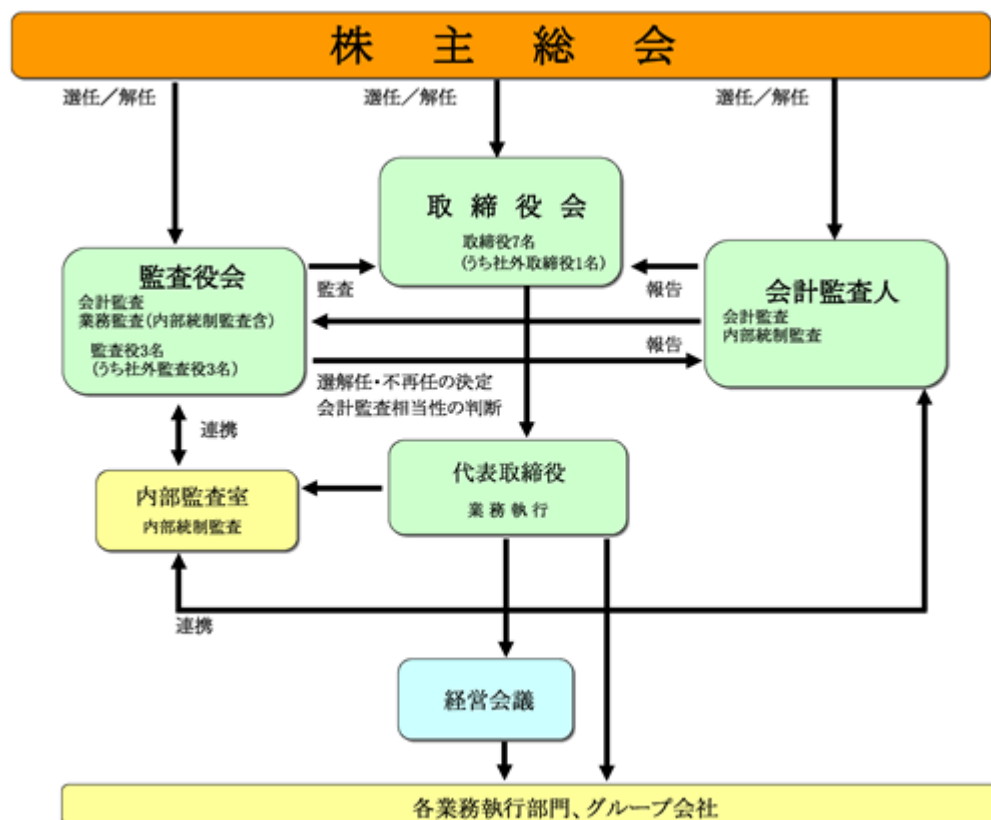 株主総会
選任／解任
選任／解任
選任／解任
取締役会
取締役7名
(うち社外取締役1名)
監査役会
会計監査
業務監査(内部統制監査含)
監査役3名
(うち社外監査役3名)
監査
報告
会計監査人
会計監査
内部統制監査
報告
選解任・不再任の決定
会計監査相当性の判断
連携
内部監査室
内部統制監査
代表取締役
業務執行
連携
経営会議
各業務執行部門、グループ会社